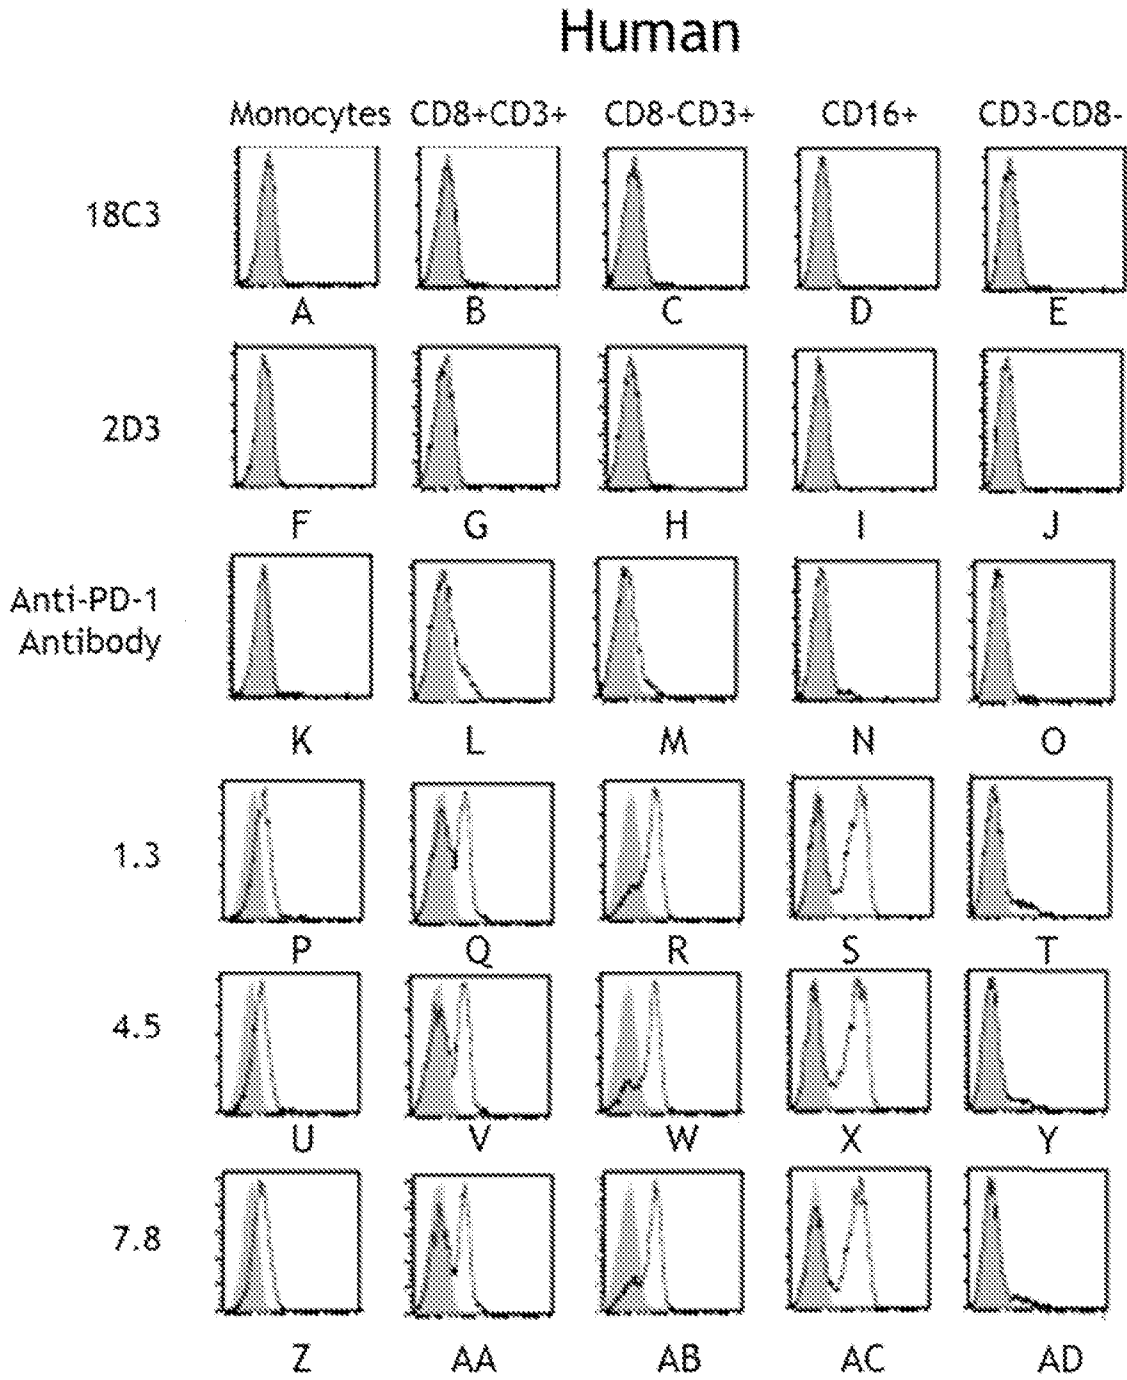 Human
Monocytes CD8+CD3+ CD8-CD3+ CD16+ CD3-CD8-
18C3
A B C D E
2D3
F G H I J
Anti-PD-1
Antibody
K L M N O
1.3
P Q R S T
4.5
U V W X Y
7.8
Z AA AB AC AD